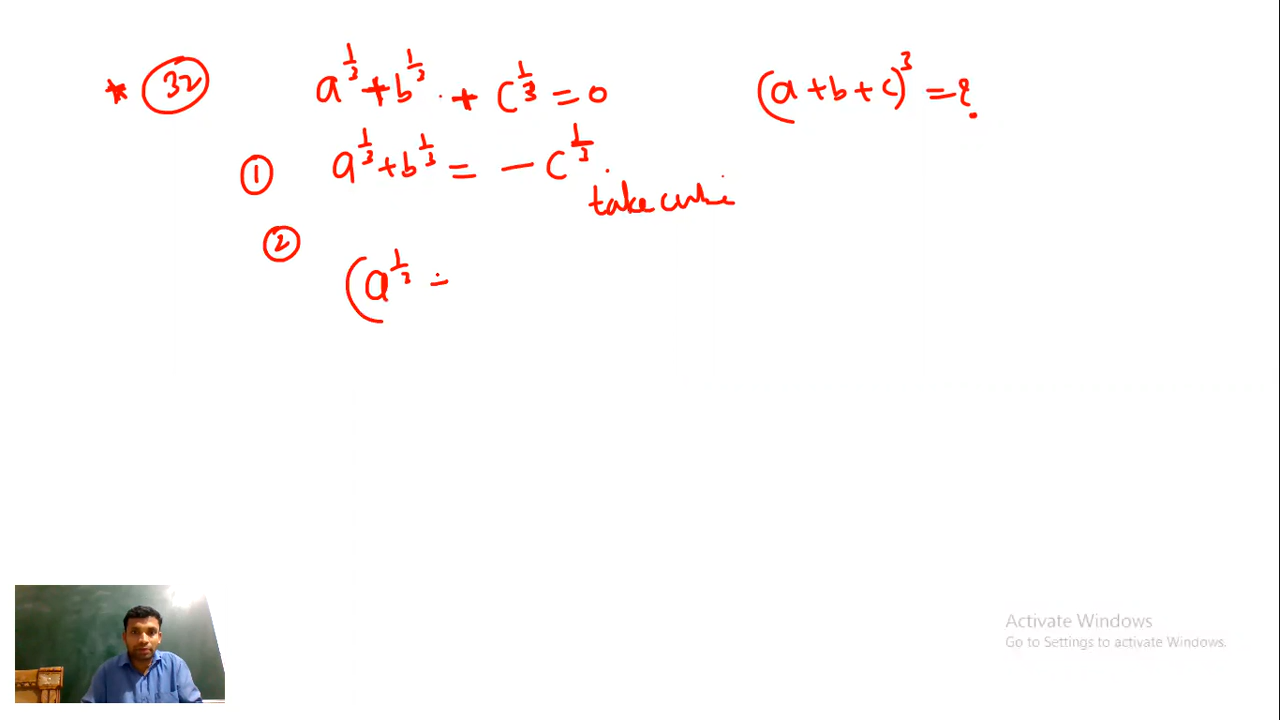 * 32 a^{1/3} + b^{1/3} . + c^{1/3} = 0 (a + b + c)^3 = ?
1 a^{1/3} + b^{1/3} = - c^{1/3} .
take cube
2
(a^{1/3} =
Activate Windows
Go to Settings to activate Windows.